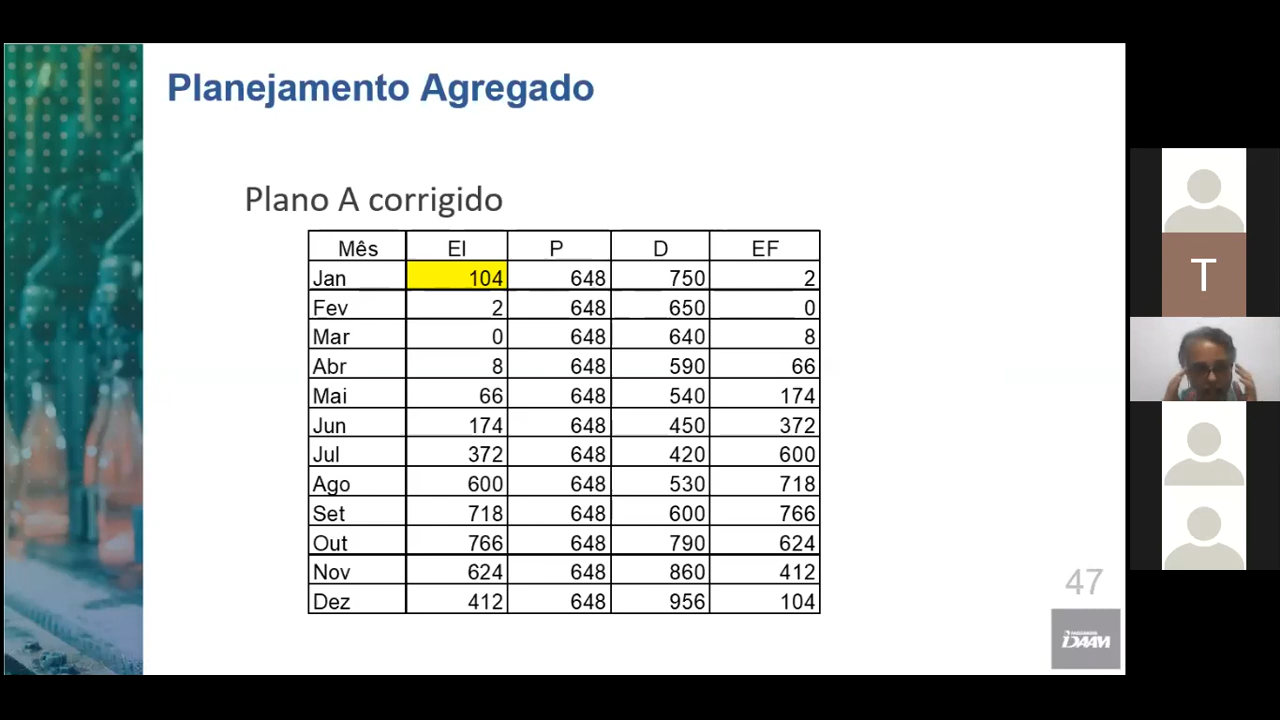 Planejamento Agregado
Plano A corrigido
Mês EI P D EF
Jan 104 648 750 2
Fev 2 648 650 0
Mar 0 648 640 8
Abr 8 648 590 66
Mai 66 648 540 174
Jun 174 648 450 372
Jul 372 648 420 600
Ago 600 648 530 718
Set 718 648 600 766
Out 766 648 790 624
Nov 624 648 860 412
Dez 412 648 956 104
47
T